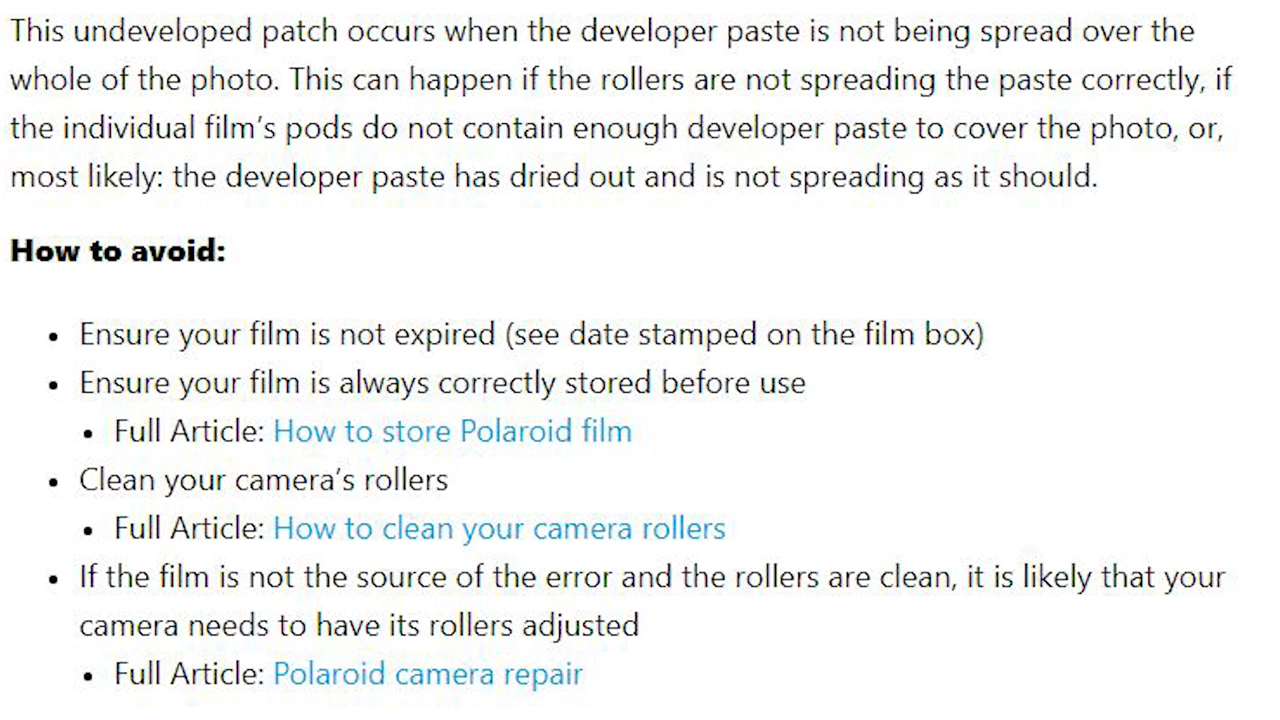 This undeveloped patch occurs when the developer paste is not being spread over the
whole of the photo. This can happen if the rollers are not spreading the paste correctly, if
the individual film's pods do not contain enough developer paste to cover the photo, or,
most likely: the developer paste has dried out and is not spreading as it should.
How to avoid:
• Ensure your film is not expired (see date stamped on the film box)
• Ensure your film is always correctly stored before use
• Full Article: How to store Polaroid film
• Clean your camera's rollers
• Full Article: How to clean your camera rollers
• If the film is not the source of the error and the rollers are clean, it is likely that your
camera needs to have its rollers adjusted
• Full Article: Polaroid camera repair